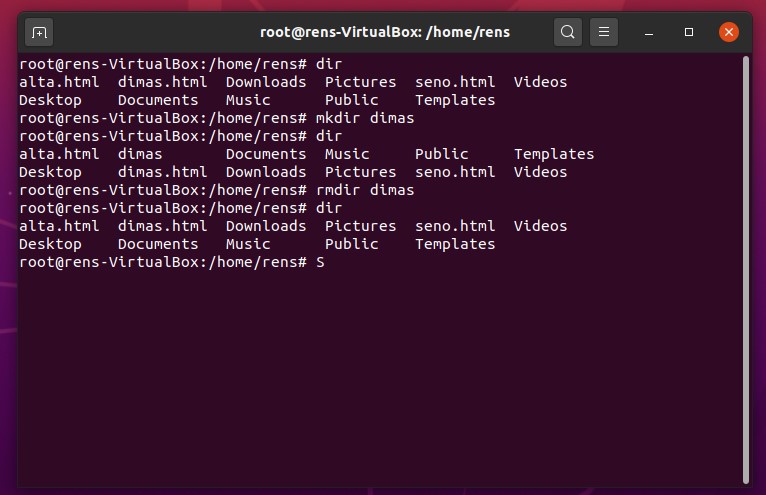 root@rens-VirtualBox: /home/rens
root@rens-VirtualBox:/home/rens# dir
alta.html  dimas.html  Downloads  Pictures  seno.html  Videos
Desktop    Documents   Music      Public    Templates
root@rens-VirtualBox:/home/rens# mkdir dimas
root@rens-VirtualBox:/home/rens# dir
alta.html  dimas       Documents  Music     Public     Templates
Desktop    dimas.html  Downloads  Pictures  seno.html  Videos
root@rens-VirtualBox:/home/rens# rmdir dimas
root@rens-VirtualBox:/home/rens# dir
alta.html  dimas.html  Downloads  Pictures  seno.html  Videos
Desktop    Documents   Music      Public    Templates
root@rens-VirtualBox:/home/rens# S